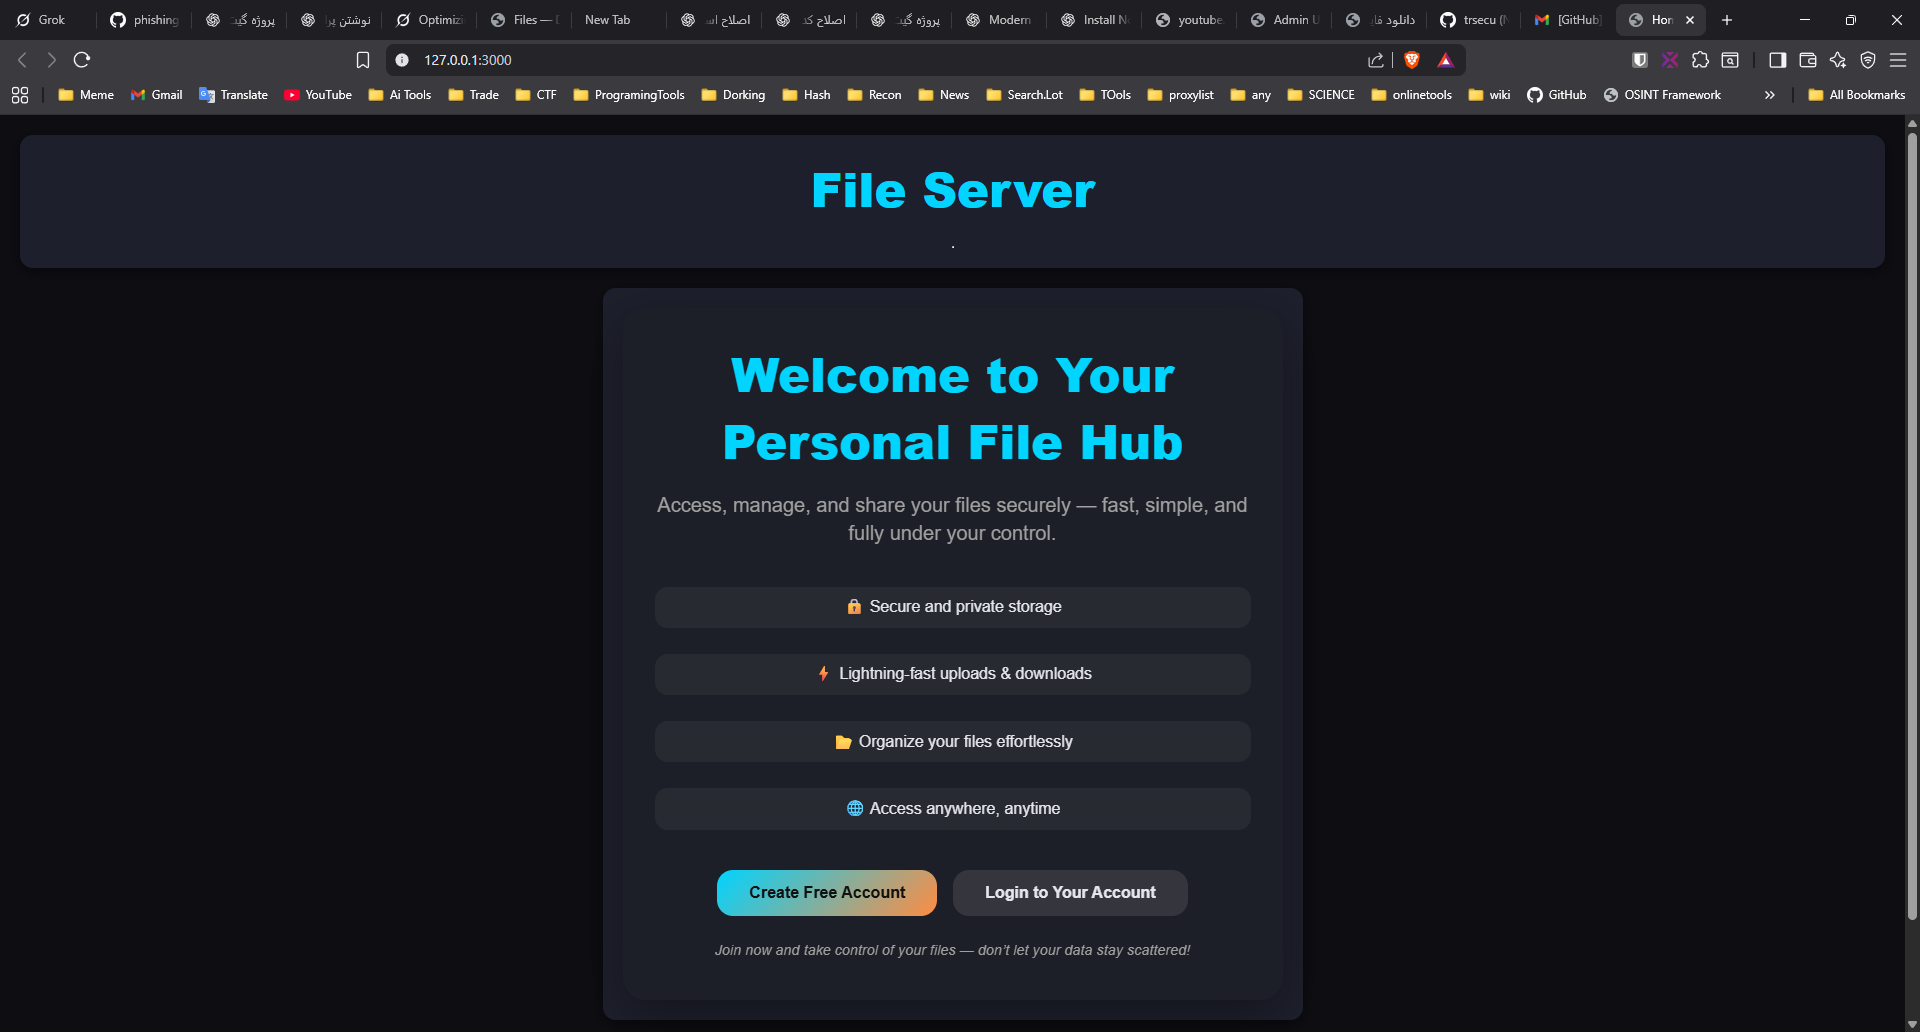 Grok
phishing
پروژه گیت
نوشتن
Optimizi
Files —
New Tab
اصلاح
اصلاح کد
پروژه گیت
Modern
Install N
youtube.
Admin U
دانلود فا
trsecu (
[GitHub]
Hom
127.0.0.1:3000
Meme
Gmail
Translate
YouTube
Ai Tools
Trade
CTF
ProgramingTools
Dorking
Hash
Recon
News
Search.Lot
TOols
proxylist
any
SCIENCE
onlinetools
wiki
GitHub
OSINT Framework
All Bookmarks
File Server
.
Welcome to Your
Personal File Hub
Access, manage, and share your files securely — fast, simple, and
fully under your control.
🔒 Secure and private storage
⚡ Lightning-fast uploads & downloads
📂 Organize your files effortlessly
🌐 Access anywhere, anytime
Create Free Account
Login to Your Account
Join now and take control of your files — don’t let your data stay scattered!